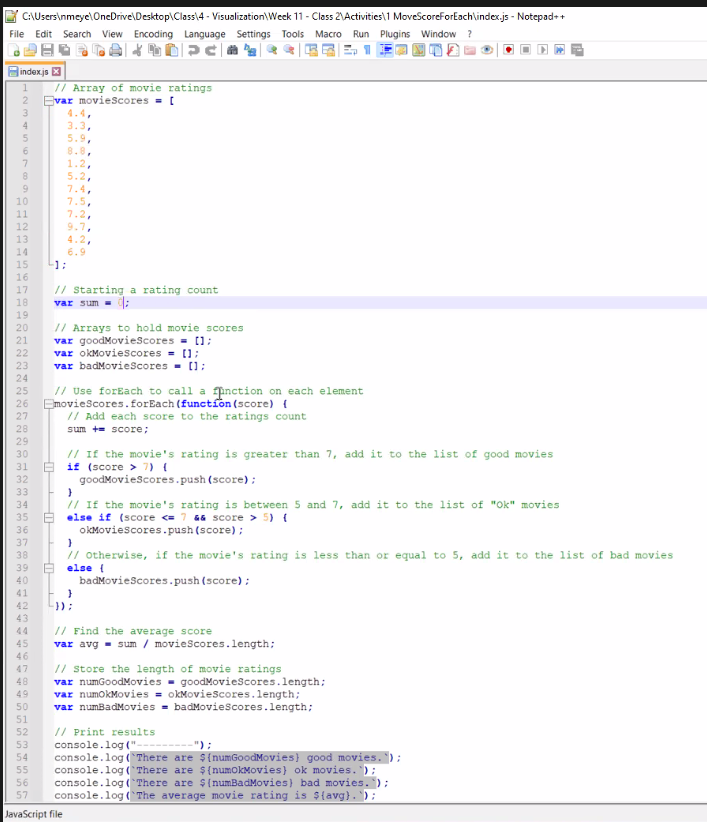 C:\Users\nmeye\OneDrive\Desktop\Class\4 - Visualization\Week 11 - Class 2\Activities\1 MoveScoreForEach\index.js - Notepad++
File Edit Search View Encoding Language Settings Tools Macro Run Plugins Window ?
index.js
1 // Array of movie ratings
2 var movieScores = [
3 4.4,
4 3.3,
5 5.9,
6 8.8,
7 1.2,
8 5.2,
9 7.4,
10 7.5,
11 7.2,
12 9.7,
13 4.2,
14 6.9
15 ];
16
17 // Starting a rating count
18 var sum = 0;
19
20 // Arrays to hold movie scores
21 var goodMovieScores = [];
22 var okMovieScores = [];
23 var badMovieScores = [];
24
25 // Use forEach to call a function on each element
26 movieScores.forEach(function(score) {
27 // Add each score to the ratings count
28 sum += score;
29
30 // If the movie's rating is greater than 7, add it to the list of good movies
31 if (score > 7) {
32 goodMovieScores.push(score);
33 }
34 // If the movie's rating is between 5 and 7, add it to the list of "Ok" movies
35 else if (score <= 7 && score > 5) {
36 okMovieScores.push(score);
37 }
38 // Otherwise, if the movie's rating is less than or equal to 5, add it to the list of bad movies
39 else {
40 badMovieScores.push(score);
41 }
42 });
43
44 // Find the average score
45 var avg = sum / movieScores.length;
46
47 // Store the length of movie ratings
48 var numGoodMovies = goodMovieScores.length;
49 var numOkMovies = okMovieScores.length;
50 var numBadMovies = badMovieScores.length;
51
52 // Print results
53 console.log("---------");
54 console.log(`There are ${numGoodMovies} good movies.`);
55 console.log(`There are ${numOkMovies} ok movies.`);
56 console.log(`There are ${numBadMovies} bad movies.`);
57 console.log(`The average movie rating is ${avg}.`);
JavaScript file